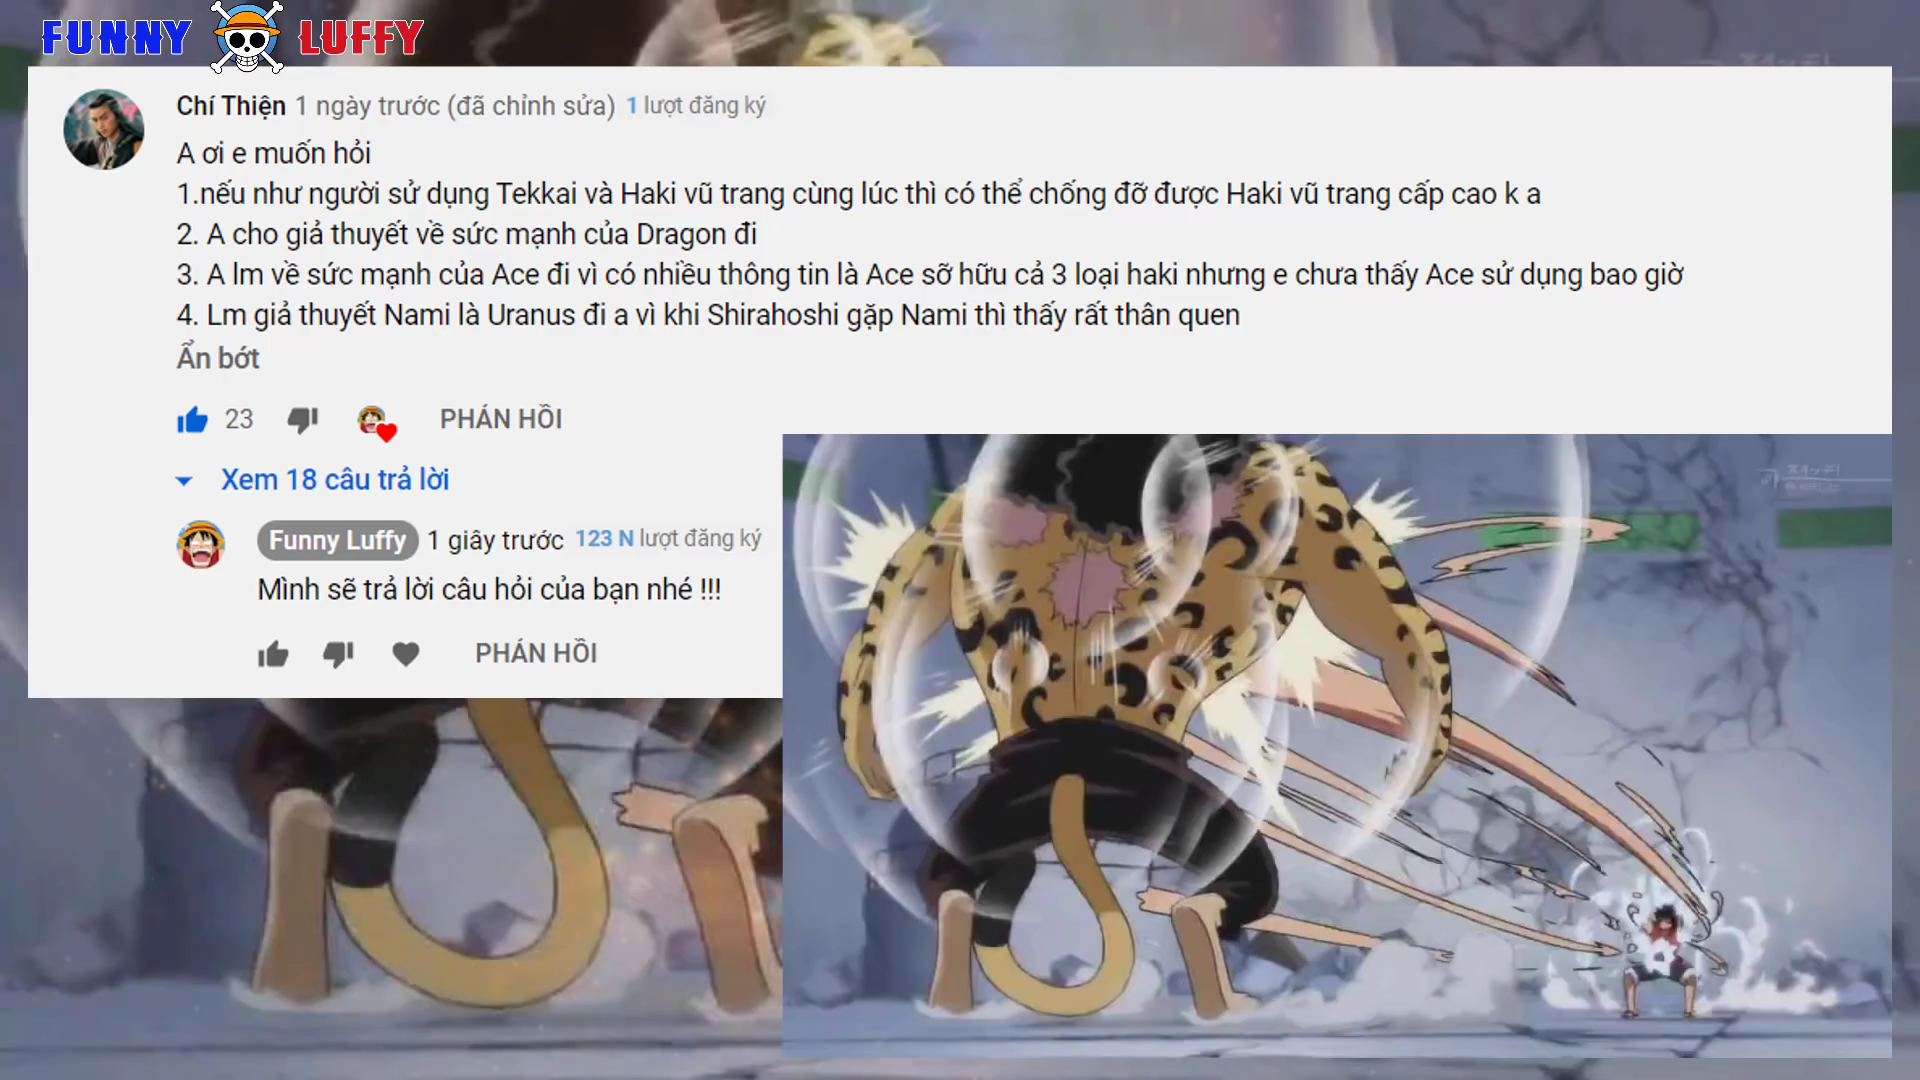 FUNNY LUFFY
Chí Thiện 1 ngày trước (đã chỉnh sửa) 1 lượt đăng ký
A ơi e muốn hỏi
1.nếu như người sử dụng Tekkai và Haki vũ trang cùng lúc thì có thể chống đỡ được Haki vũ trang cấp cao k a
2. A cho giả thuyết về sức mạnh của Dragon đi
3. A lm về sức mạnh của Ace đi vì có nhiều thông tin là Ace sỡ hữu cả 3 loại haki nhưng e chưa thấy Ace sử dụng bao giờ
4. Lm giả thuyết Nami là Uranus đi a vì khi Shirahoshi gặp Nami thì thấy rất thân quen
Ẩn bớt
23 PHẢN HỒI
Xem 18 câu trả lời
Funny Luffy 1 giây trước 123 N lượt đăng ký
Mình sẽ trả lời câu hỏi của bạn nhé !!!
PHẢN HỒI